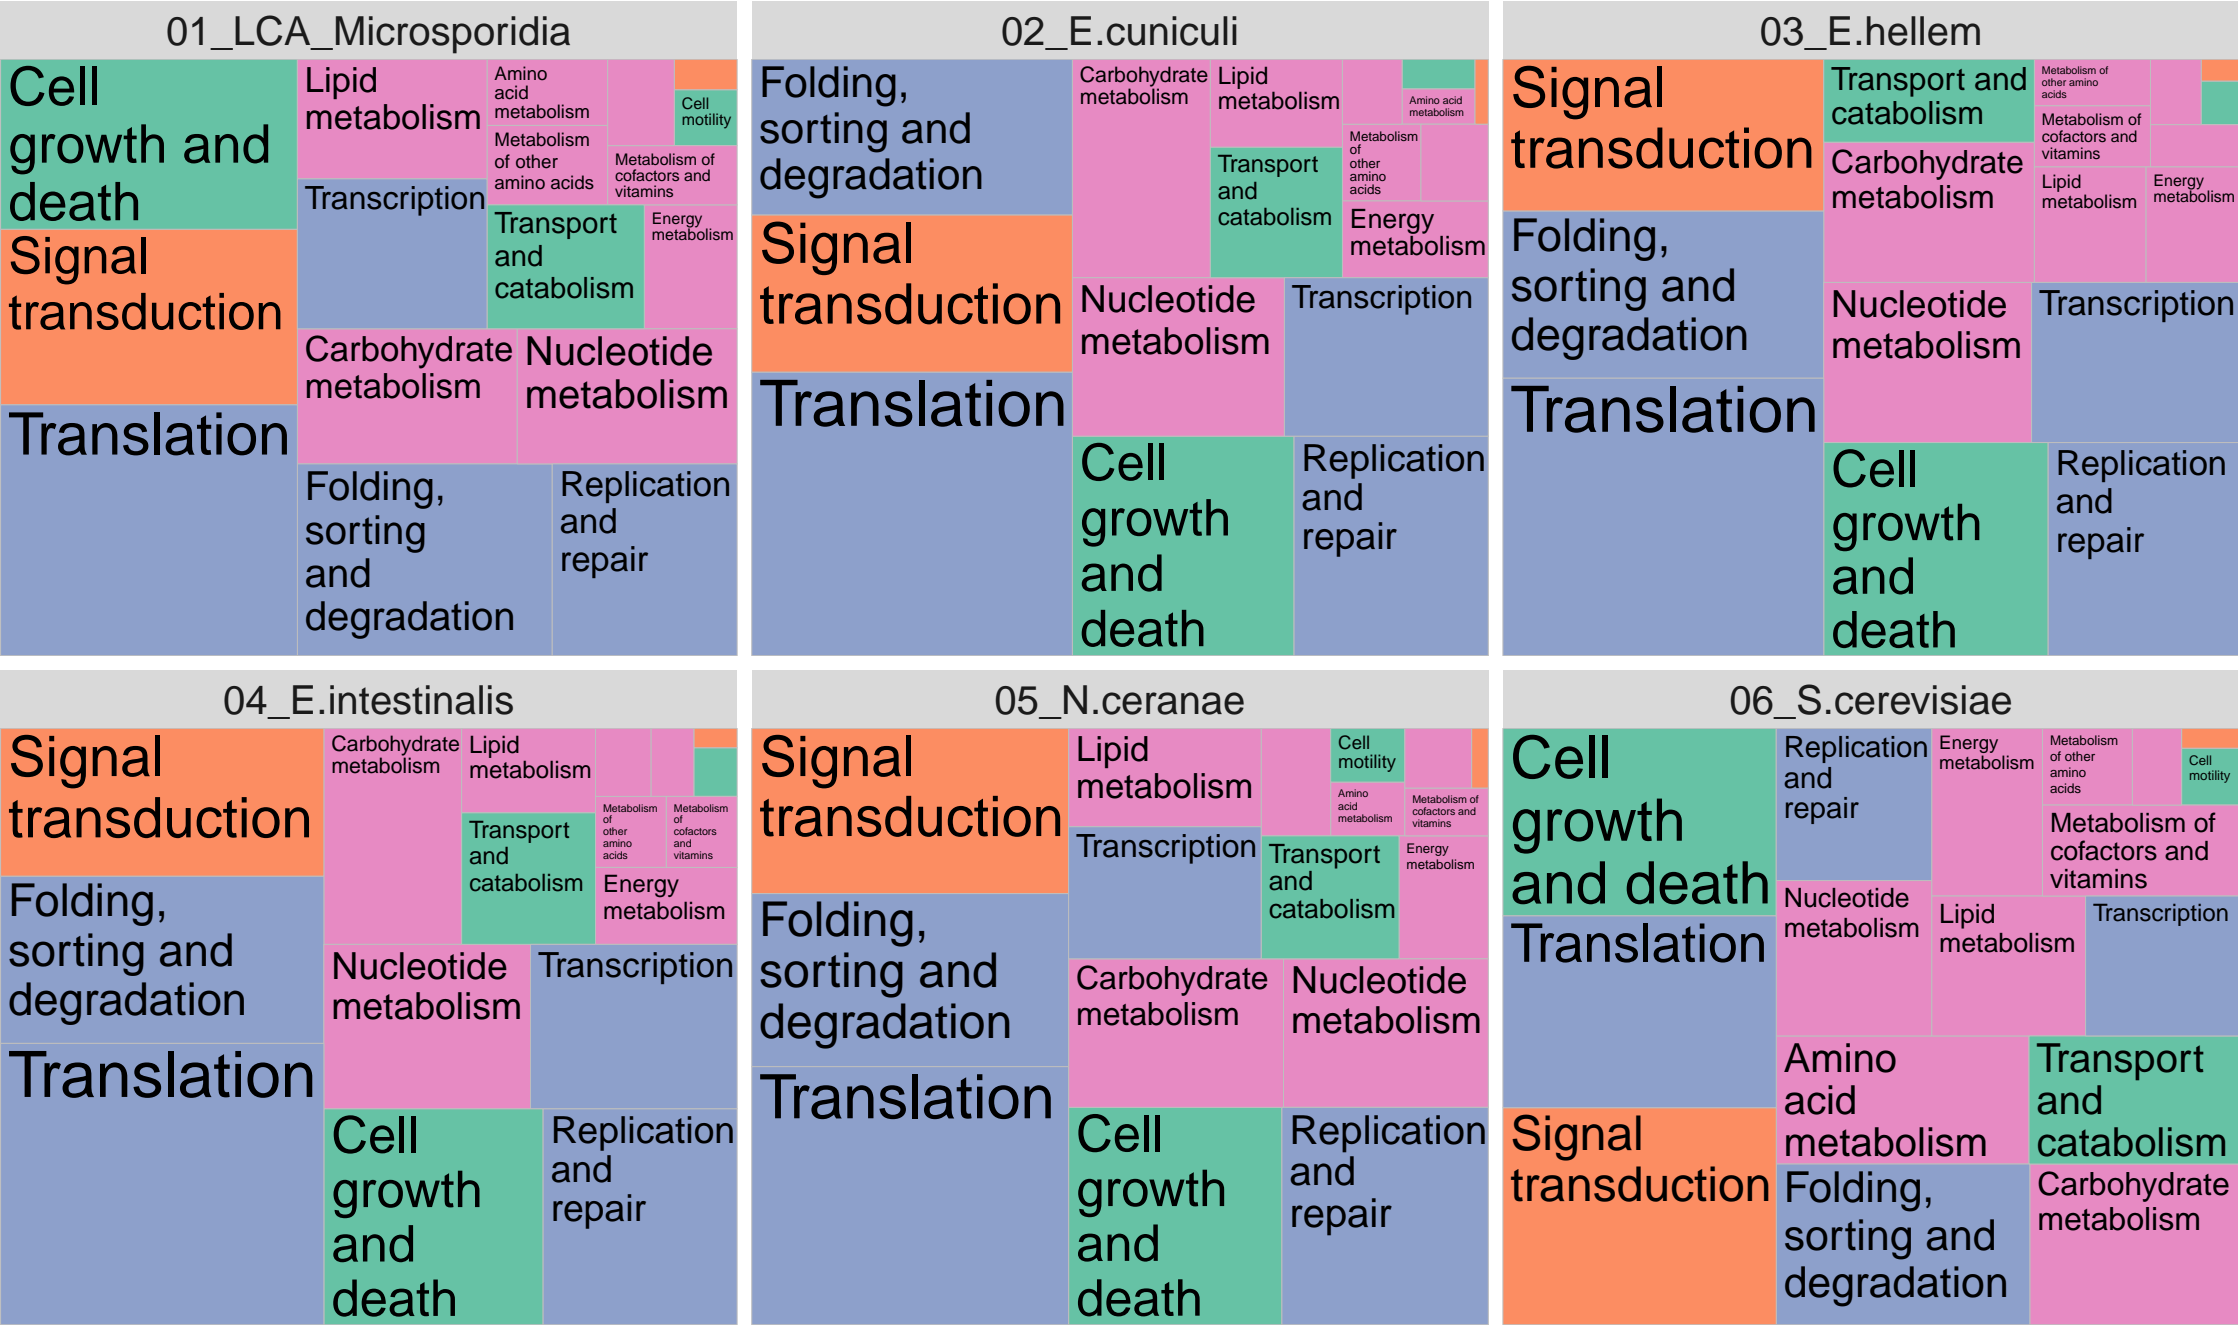 01_LCA_Microsporidia
Cell
growth and
death
Signal
transduction
Translation
Lipid
metabolism
Transcription
Amino
acid
metabolism
Metabolism
of other
amino acids
Cell
motility
Metabolism of
cofactors and
vitamins
Transport
and
catabolism
Energy
metabolism
Carbohydrate
metabolism
Nucleotide
metabolism
Folding,
sorting
and
degradation
Replication
and
repair
02_E.cuniculi
Folding,
sorting and
degradation
Signal
transduction
Translation
Carbohydrate
metabolism
Lipid
metabolism
Transport
and
catabolism
Amino acid
metabolism
Metabolism
of
other
amino
acids
Energy
metabolism
Nucleotide
metabolism
Transcription
Cell
growth
and
death
Replication
and
repair
03_E.hellem
Signal
transduction
Folding,
sorting and
degradation
Translation
Transport and
catabolism
Carbohydrate
metabolism
Metabolism of
other amino
acids
Metabolism of
cofactors and
vitamins
Lipid
metabolism
Energy
metabolism
Nucleotide
metabolism
Transcription
Cell
growth
and
death
Replication
and
repair
04_E.intestinalis
Signal
transduction
Folding,
sorting and
degradation
Translation
Carbohydrate
metabolism
Lipid
metabolism
Transport
and
catabolism
Metabolism
of
other
amino
acids
Metabolism
of
cofactors
and
vitamins
Energy
metabolism
Nucleotide
metabolism
Transcription
Cell
growth
and
death
Replication
and
repair
05_N.ceranae
Signal
transduction
Folding,
sorting and
degradation
Translation
Lipid
metabolism
Transcription
Cell
motility
Amino
acid
metabolism
Metabolism of
cofactors and
vitamins
Transport
and
catabolism
Energy
metabolism
Carbohydrate
metabolism
Nucleotide
metabolism
Cell
growth
and
death
Replication
and
repair
06_S.cerevisiae
Cell
growth
and death
Translation
Signal
transduction
Replication
and
repair
Nucleotide
metabolism
Energy
metabolism
Metabolism
of other
amino
acids
Cell
motility
Metabolism of
cofactors and
vitamins
Lipid
metabolism
Transcription
Amino
acid
metabolism
Transport
and
catabolism
Folding,
sorting and
degradation
Carbohydrate
metabolism